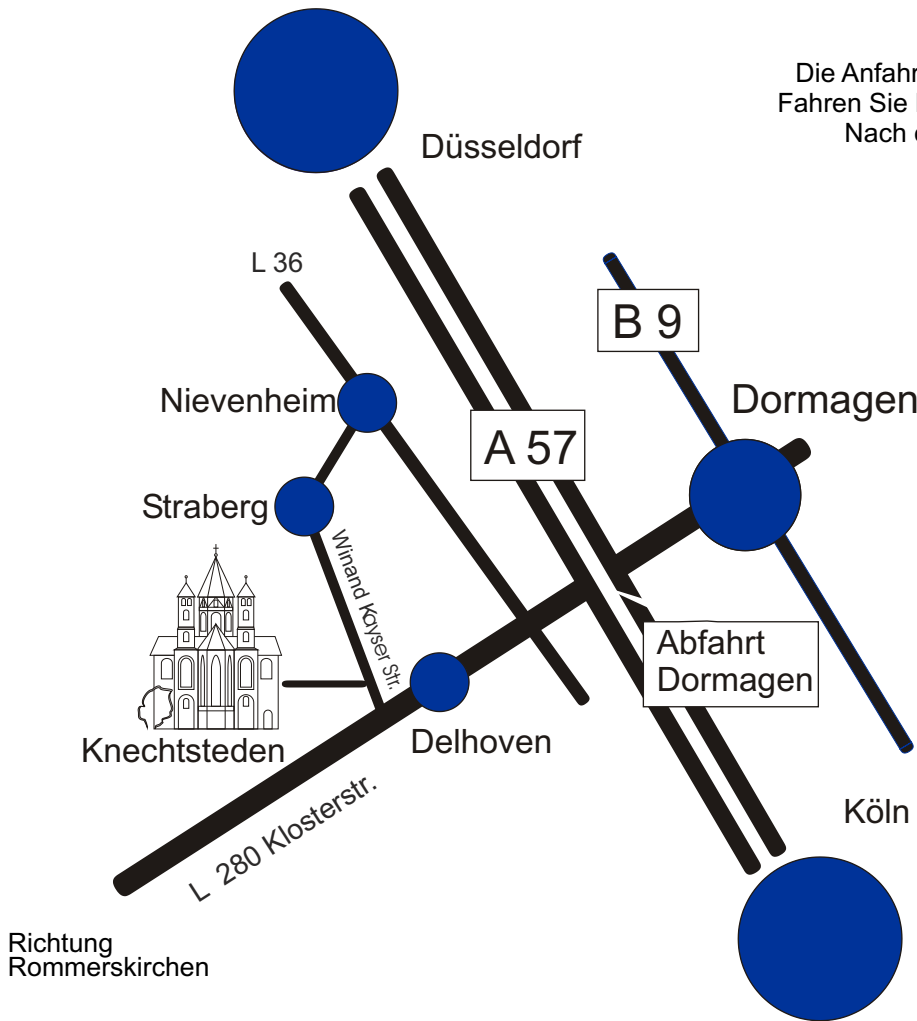 Die Anfahr
Fahren Sie
Nach
Düsseldorf
L 36
B 9
Nievenheim
Dormagen
A 57
Straberg
Winand Kayser Str.
Abfahrt
Dormagen
Knechtsteden
Delhoven
L 280 Klosterstr.
Köln
Richtung
Rommerskirchen